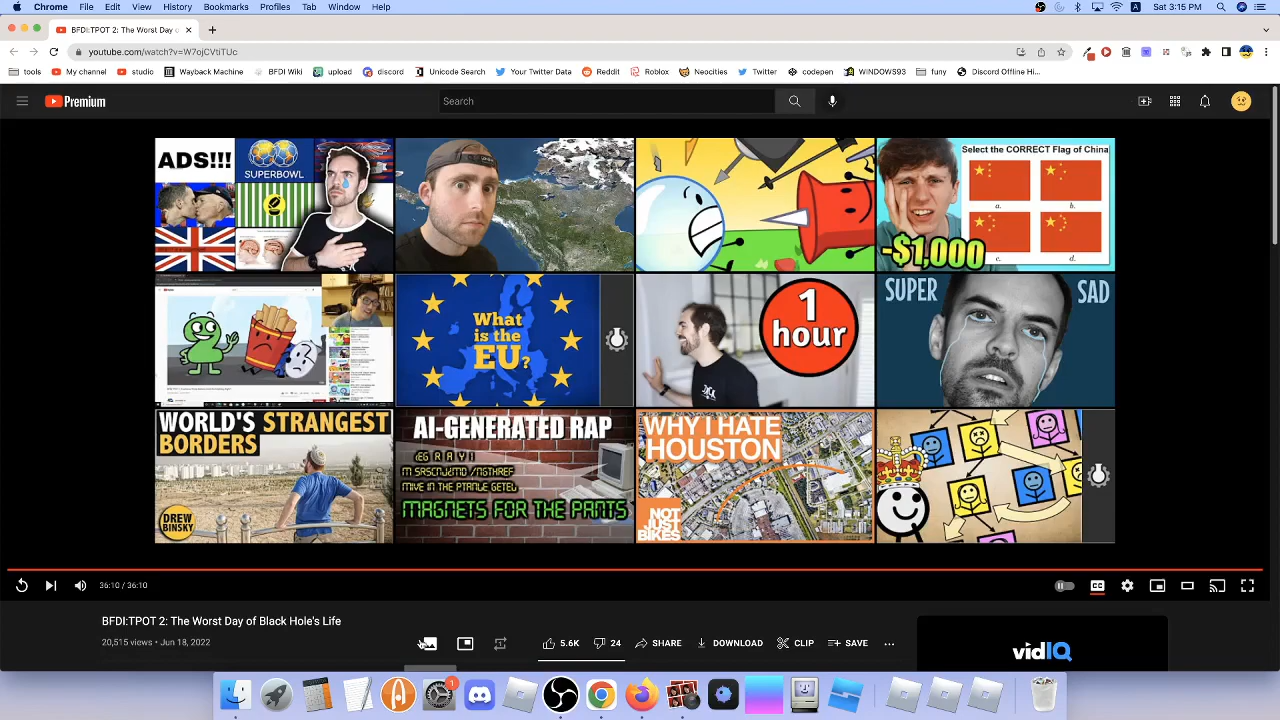 Chrome File Edit View History Bookmarks Profiles Tab Window Help
Sat 3:15 PM
BFDI:TPOT 2: The Worst Day o
youtube.com/watch?v=W7ojCVtiTUc
tools My channel studio Wayback Machine BFDI Wiki upload discord Unicode Search Your Twitter Data Reddit Roblox Neocities Twitter codepen WINDOWS93 funy Discord Offline Hi...
Premium
Search
ADS!!!
SUPERBOWL
Select the CORRECT Flag of China
a.
b.
c.
d.
-$1,000
What
is the
EU?
1
hour
SUPER SAD
WORLD'S STRANGEST
BORDERS
DREW
BINSKY
AI-GENERATED RAP
MAGNETS FOR THE PANTS
WHY I HATE
HOUSTON
NOT
JUST
BIKES
36:10 / 36:10
CC
BFDI:TPOT 2: The Worst Day of Black Hole's Life
20,515 views • Jun 18, 2022
5.6K 24 SHARE DOWNLOAD CLIP SAVE
vidIQ
1